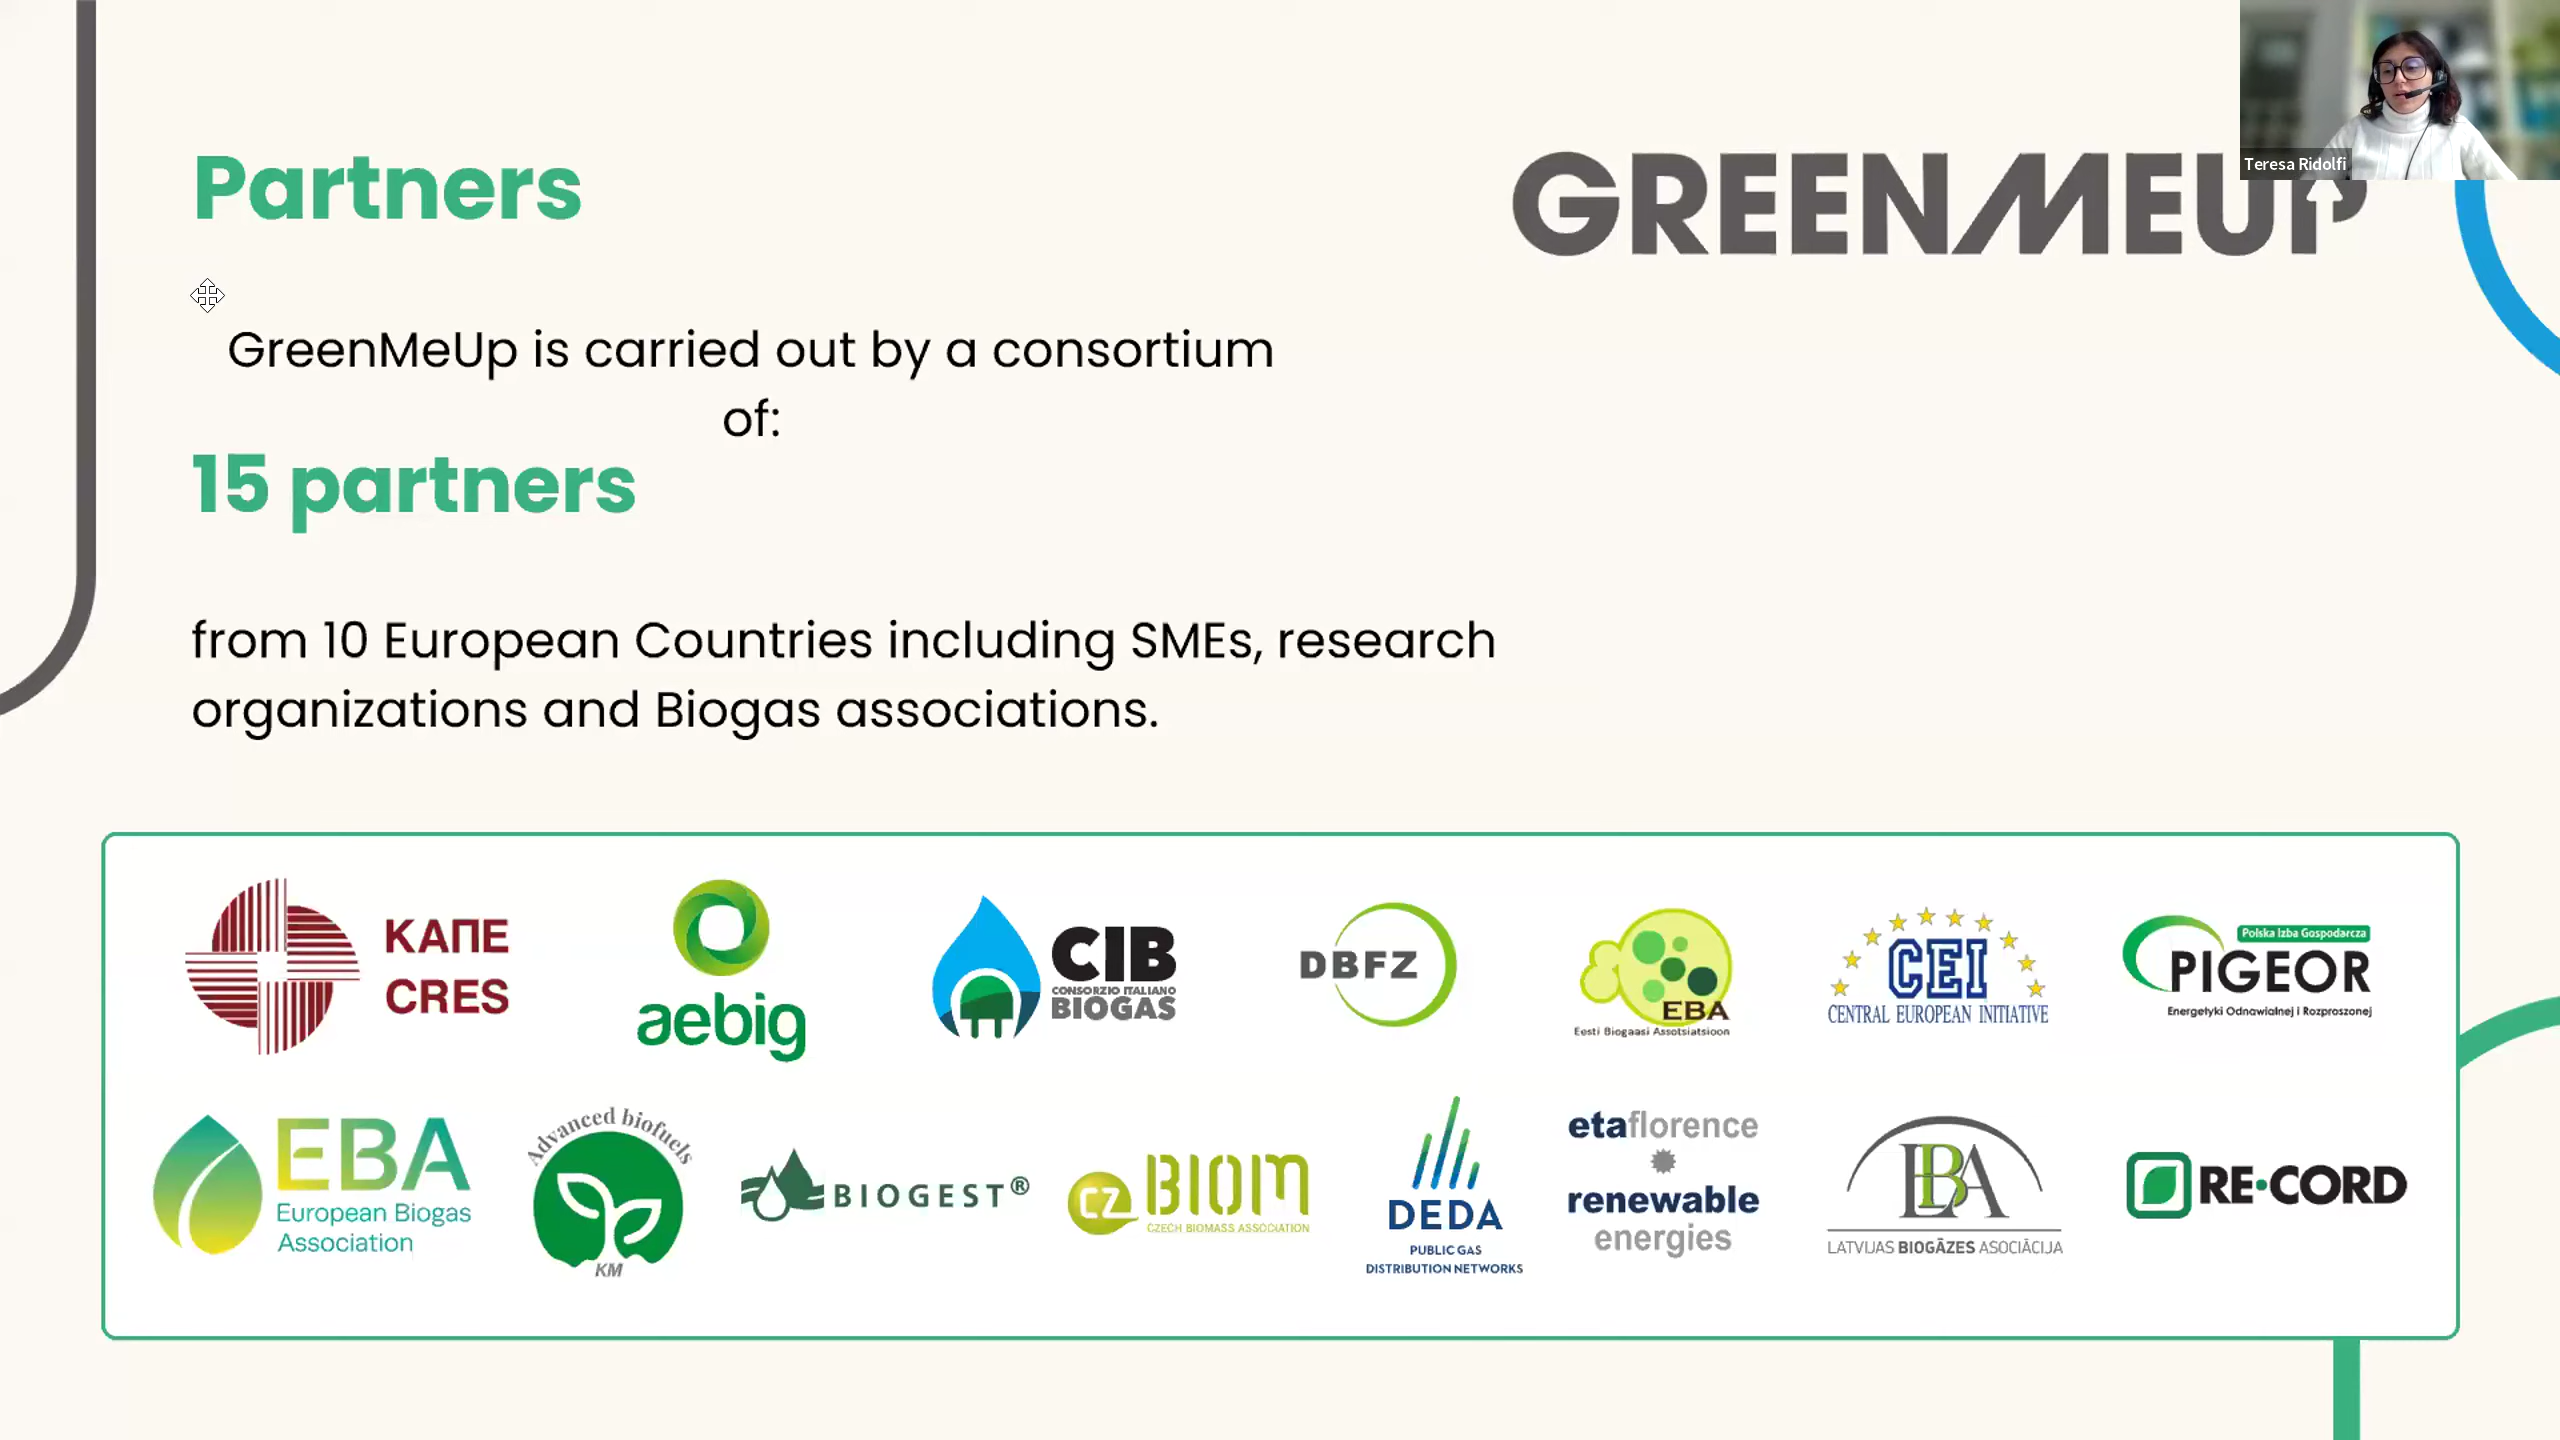 Teresa Ridolfi
Partners
GREENMEUP
GreenMeUp is carried out by a consortium
of:
15 partners
from 10 European Countries including SMEs, research
organizations and Biogas associations.
ΚΑΠΕ
CRES
aebig
CIB
CONSORZIO ITALIANO
BIOGAS
DBFZ
EBA
Eesti Biogaasi Assotsiatsioon
CEI
CENTRAL EUROPEAN INITIATIVE
Polska Izba Gospodarcza
PIGEOR
Energetyki Odnawialnej i Rozproszonej
EBA
European Biogas
Association
Advanced biofuels
KM
BIOGEST®
CZ BIOM
CZECH BIOMASS ASSOCIATION
DEDA
PUBLIC GAS
DISTRIBUTION NETWORKS
etaflorence
renewable
energies
LBA
LATVIJAS BIOGĀZES ASOCIĀCIJA
RE-CORD